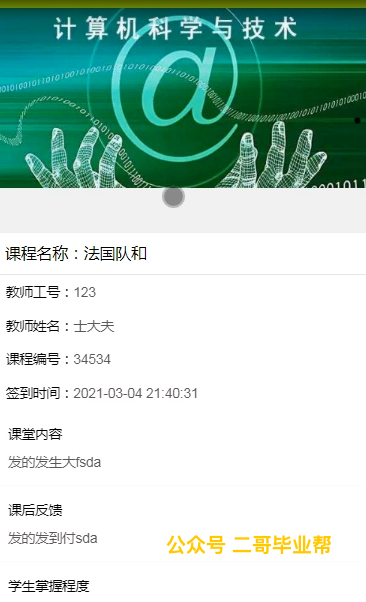 计算机科学与技术
课程名称：法国队和
教师工号：123
教师姓名：士大夫
课程编号：34534
签到时间：2021-03-04 21:40:31
课堂内容
发的发生大fsda
课后反馈
发的发到付sda
公众号 二哥毕业帮
学生掌握程度